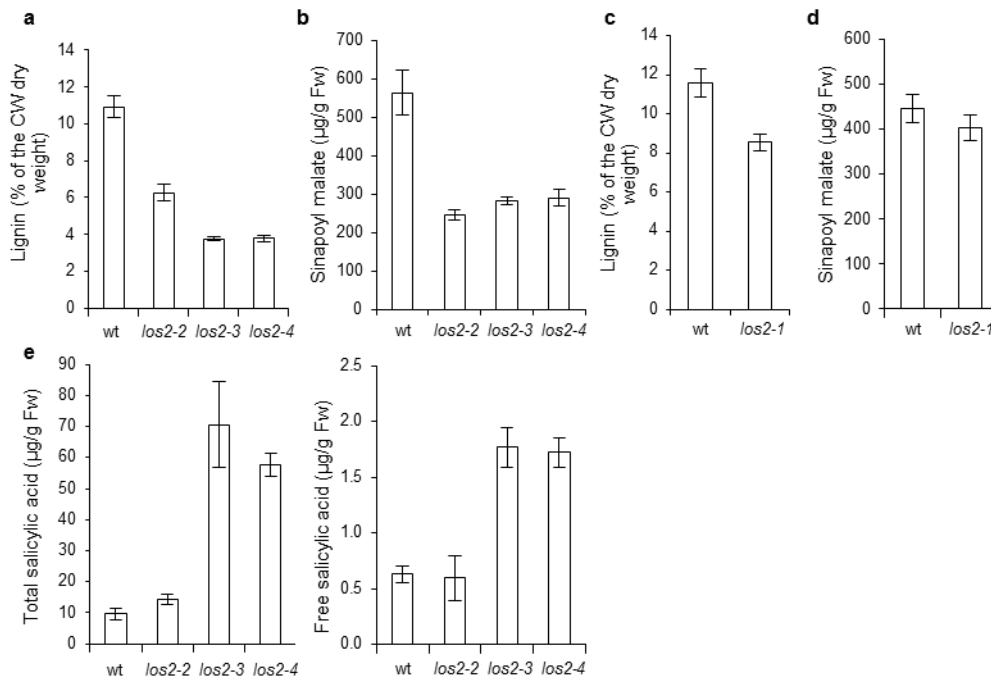 a
Lignin (% of the CW dry
weight)
14
12
10
8
6
4
2
0
wt los2-2 los2-3 los2-4
b
Sinapoyl malate (µg/g Fw)
700
600
500
400
300
200
100
0
wt los2-2 los2-3 los2-4
c
Lignin (% of the CW dry
weight)
14
12
10
8
6
4
2
0
wt los2-1
d
Sinapoyl malate (µg/g Fw)
600
500
400
300
200
100
0
wt los2-1
e
Total salicylic acid (µg/g Fw)
90
80
70
60
50
40
30
20
10
0
wt los2-2 los2-3 los2-4
Free salicylic acid (µg/g Fw)
2.5
2.0
1.5
1.0
0.5
0.0
wt los2-2 los2-3 los2-4